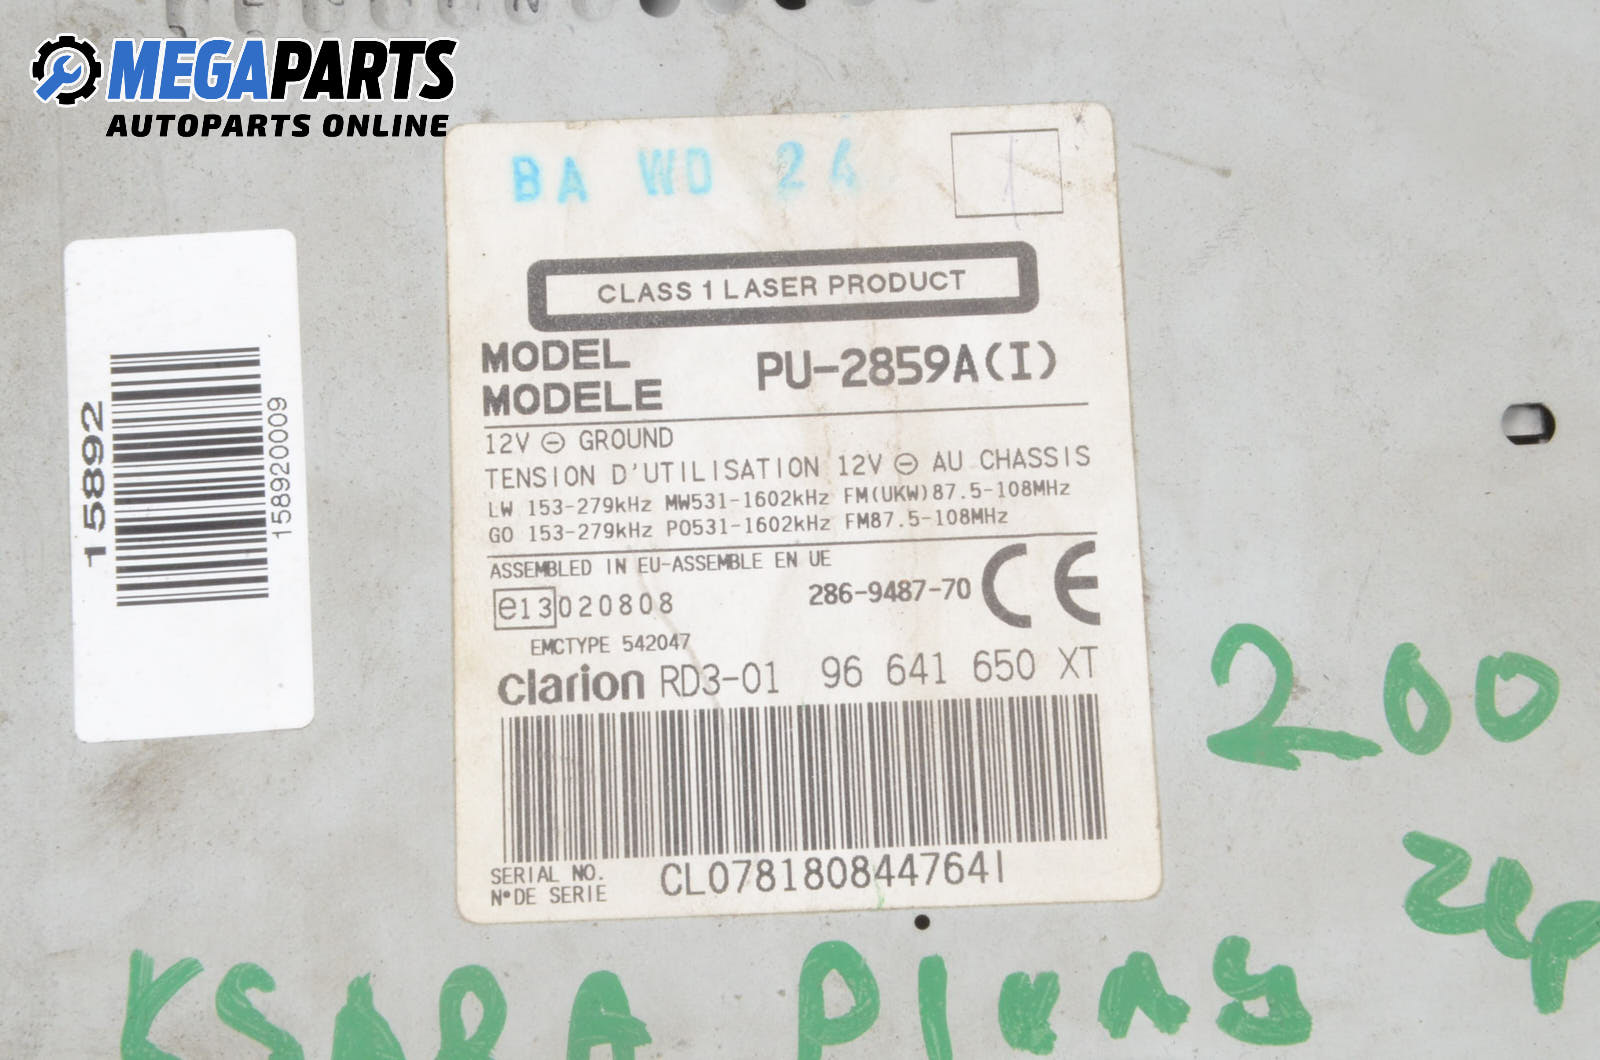 MEGAPARTS
AUTOPARTS ONLINE
BA WD 24
CLASS 1 LASER PRODUCT
MODEL
MODELE
PU-2859A(I)
12V ⊖ GROUND
TENSION D'UTILISATION 12V ⊖ AU CHASSIS
LW 153-279kHz MW531-1602kHz FM(UKW)87.5-108MHz
GO 153-279kHz PO531-1602kHz FM87.5-108MHz
ASSEMBLED IN EU-ASSEMBLE EN UE
e13 020808
286-9487-70 CE
EMCTYPE 542047
clarion RD3-01 96 641 650 XT
SERIAL NO.
N° DE SERIE
CL0781808447641
15892
158920009
200